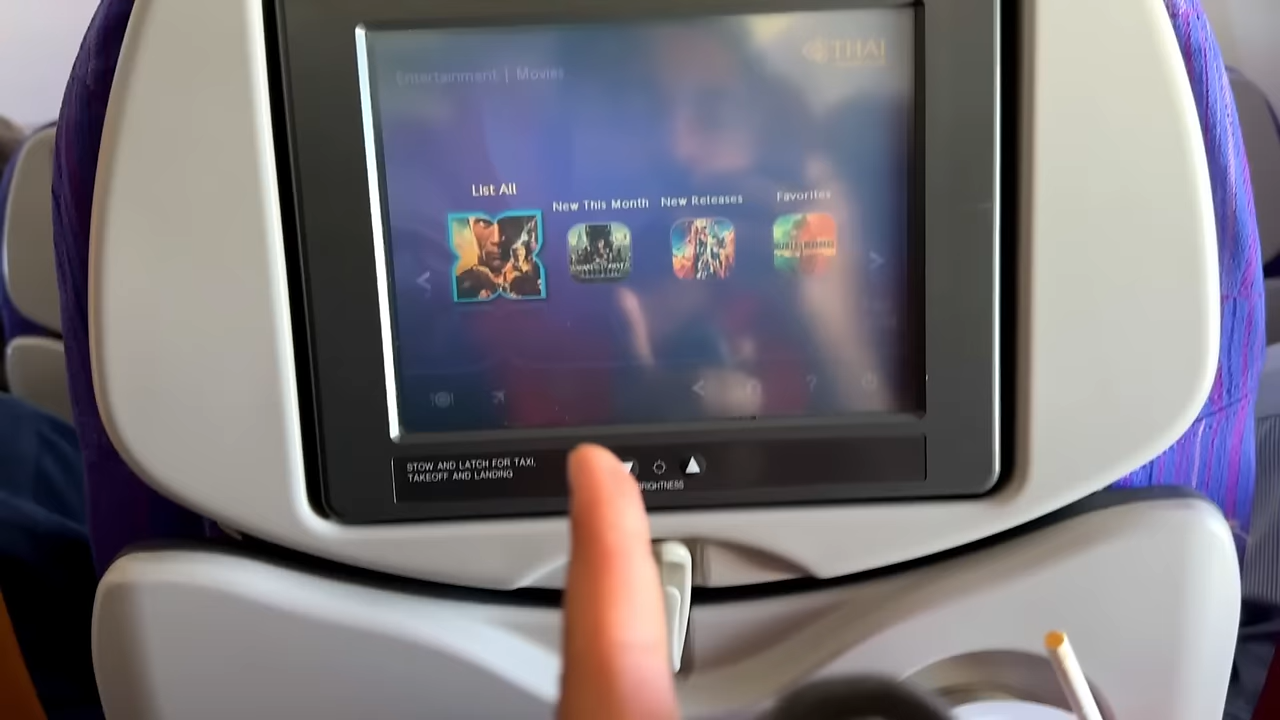 THAI
Entertainment | Movies
List All
New This Month
New Releases
Favorites
?
STOW AND LATCH FOR TAXI,
TAKEOFF AND LANDING
BRIGHTNESS